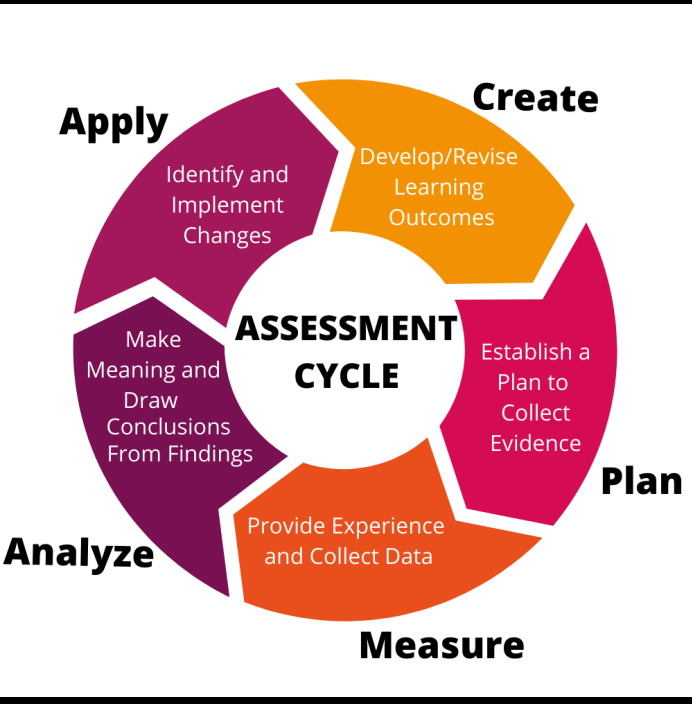 Create
Develop/Revise
Learning
Outcomes
Plan
Establish a
Plan to
Collect
Evidence
Measure
Provide Experience
and Collect Data
Analyze
Make
Meaning and
Draw
Conclusions
From Findings
Apply
Identify and
Implement
Changes
ASSESSMENT
CYCLE